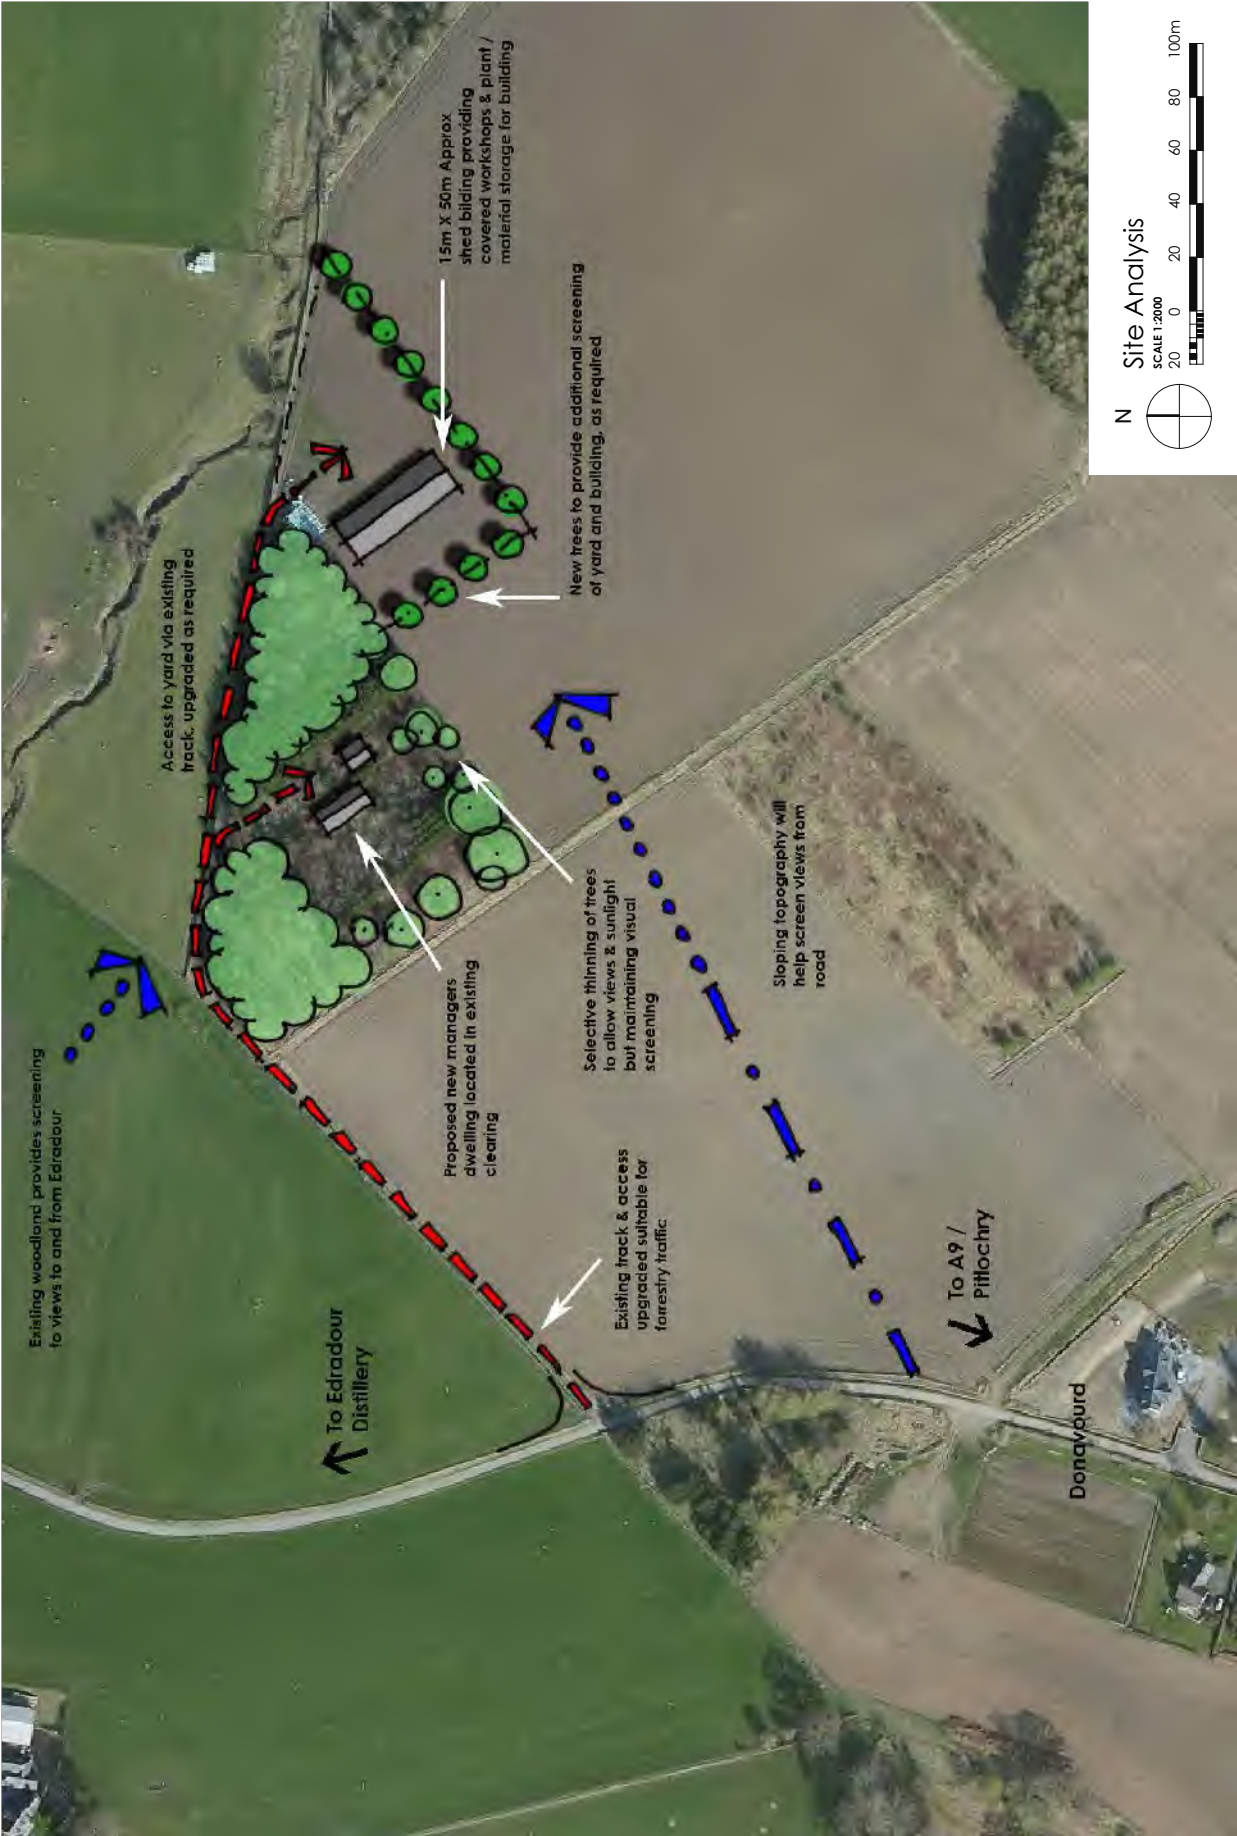 Existing woodland provides screening
to views to and from Edradour
Access to yard via existing
track, upgraded as required
15m X 50m Approx
shed bilding providing
covered workshops & plant /
material storage for building
To Edradour
Distillery
Proposed new managers
dwelling located in existing
clearing
New trees to provide additional screening
of yard and building, as required
Selective thinning of trees
to allow views & sunlight
but maintaining visual
screening
Existing track & access
upgraded suitable for
forrestry traffic
Sloping topography will
help screen views from
road
To A9 /
Pitlochry
Donavourd
N
Site Analysis
SCALE 1:2000
20 0 20 40 60 80 100m